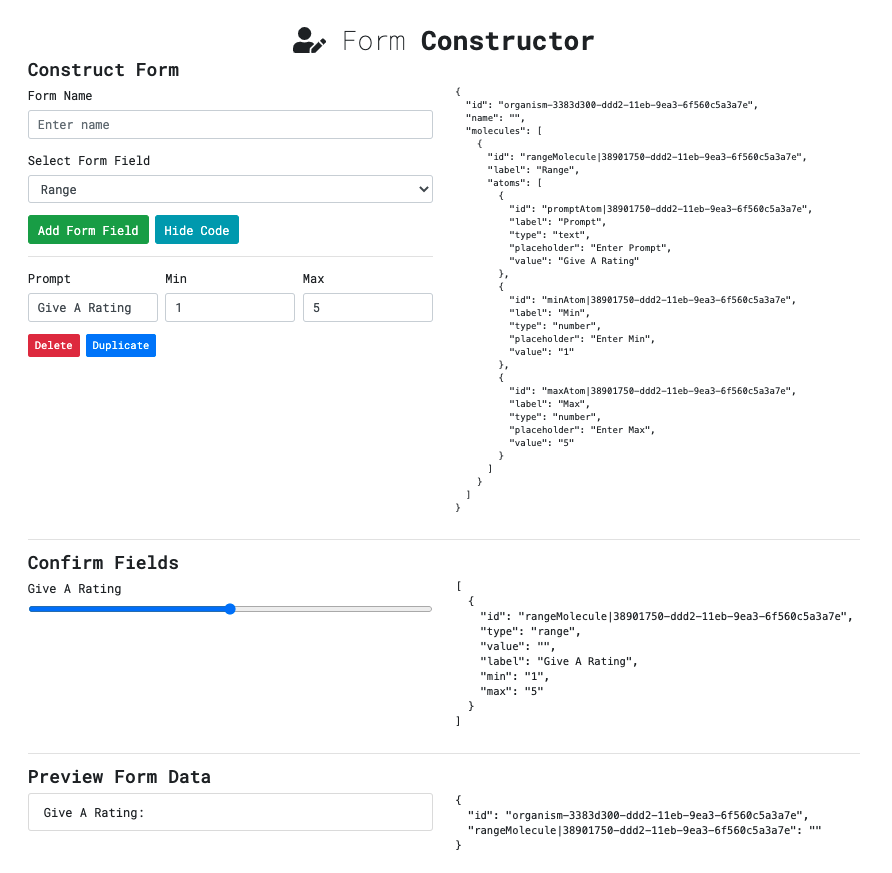 Form Constructor
Construct Form
Form Name
Enter name
Select Form Field
Range
Add Form Field Hide Code
Prompt Min Max
Give A Rating 1 5
Delete Duplicate
{
  "id": "organism-3383d300-ddd2-11eb-9ea3-6f560c5a3a7e",
  "name": "",
  "molecules": [
    {
      "id": "rangeMolecule|38901750-ddd2-11eb-9ea3-6f560c5a3a7e",
      "label": "Range",
      "atoms": [
        {
          "id": "promptAtom|38901750-ddd2-11eb-9ea3-6f560c5a3a7e",
          "label": "Prompt",
          "type": "text",
          "placeholder": "Enter Prompt",
          "value": "Give A Rating"
        },
        {
          "id": "minAtom|38901750-ddd2-11eb-9ea3-6f560c5a3a7e",
          "label": "Min",
          "type": "number",
          "placeholder": "Enter Min",
          "value": "1"
        },
        {
          "id": "maxAtom|38901750-ddd2-11eb-9ea3-6f560c5a3a7e",
          "label": "Max",
          "type": "number",
          "placeholder": "Enter Max",
          "value": "5"
        }
      ]
    }
  ]
}
Confirm Fields
Give A Rating
[
  {
    "id": "rangeMolecule|38901750-ddd2-11eb-9ea3-6f560c5a3a7e",
    "type": "range",
    "value": "",
    "label": "Give A Rating",
    "min": "1",
    "max": "5"
  }
]
Preview Form Data
Give A Rating:
{
  "id": "organism-3383d300-ddd2-11eb-9ea3-6f560c5a3a7e",
  "rangeMolecule|38901750-ddd2-11eb-9ea3-6f560c5a3a7e": ""
}